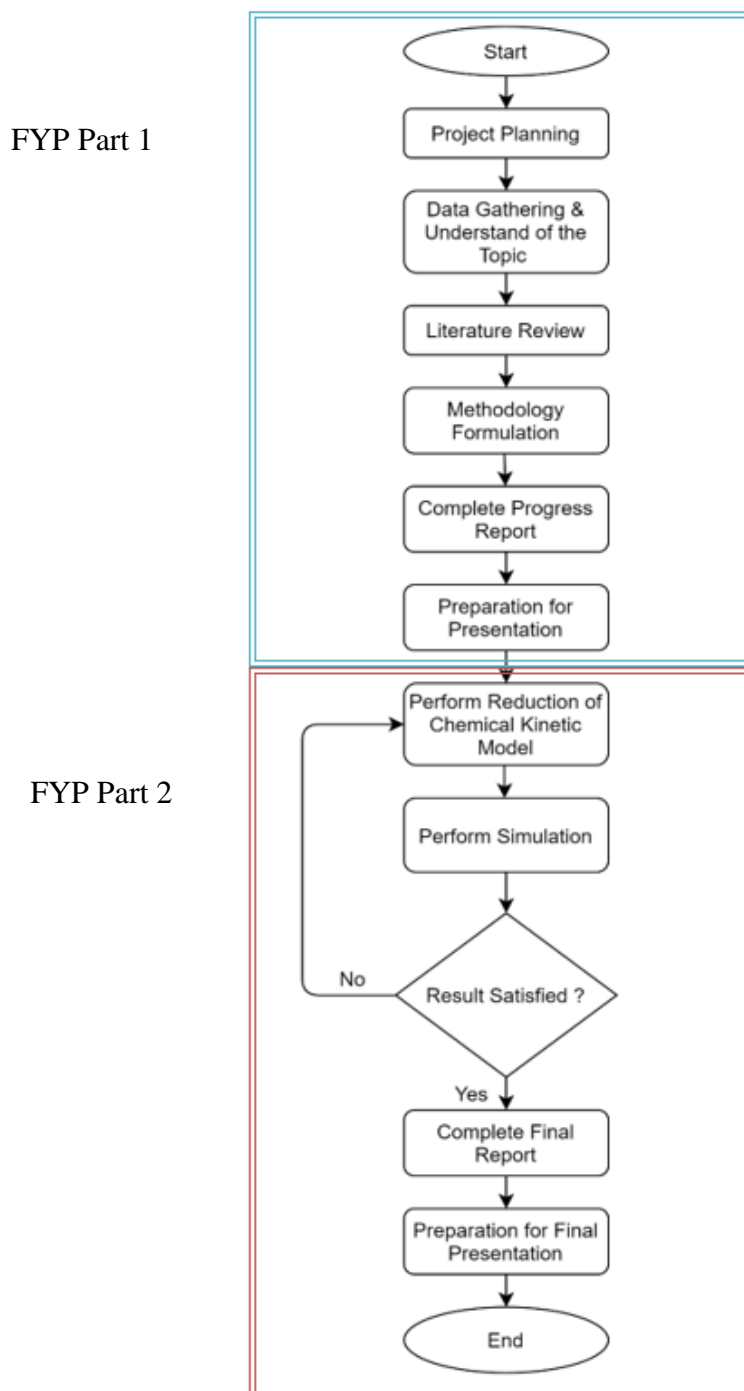 Start
FYP Part 1
Project Planning
Data Gathering &
Understand of the
Topic
Literature Review
Methodology
Formulation
Complete Progress
Report
Preparation for
Presentation
Perform Reduction of
Chemical Kinetic
Model
FYP Part 2
Perform Simulation
No
Result Satisfied ?
Yes
Complete Final
Report
Preparation for Final
Presentation
End